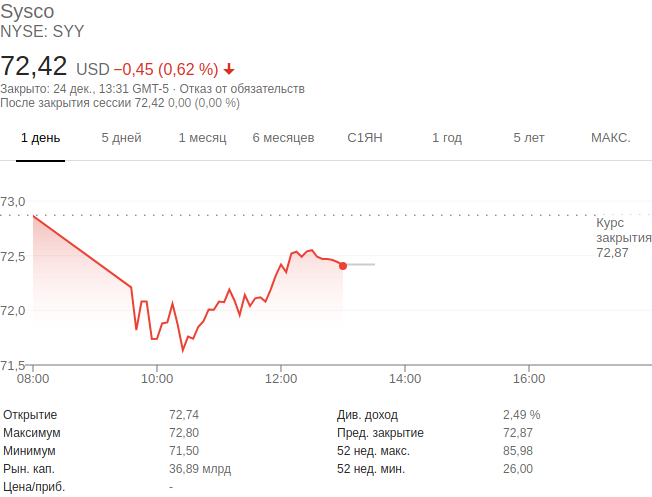 Sysco
NYSE: SYY
72,42 USD −0,45 (0,62 %)
Закрыто: 24 дек., 13:31 GMT-5 · Отказ от обязательств
После закрытия сессии 72,42 0,00 (0,00 %)
1 день 5 дней 1 месяц 6 месяцев С1ЯН 1 год 5 лет МАКС.
73,0
Курс
закрытия
72,87
72,5
72,0
71,5
08:00 10:00 12:00 14:00 16:00
Открытие 72,74 Див. доход 2,49 %
Максимум 72,80 Пред. закрытие 72,87
Минимум 71,50 52 нед. макс. 85,98
Рын. кап. 36,89 млрд 52 нед. мин. 26,00
Цена/приб. -